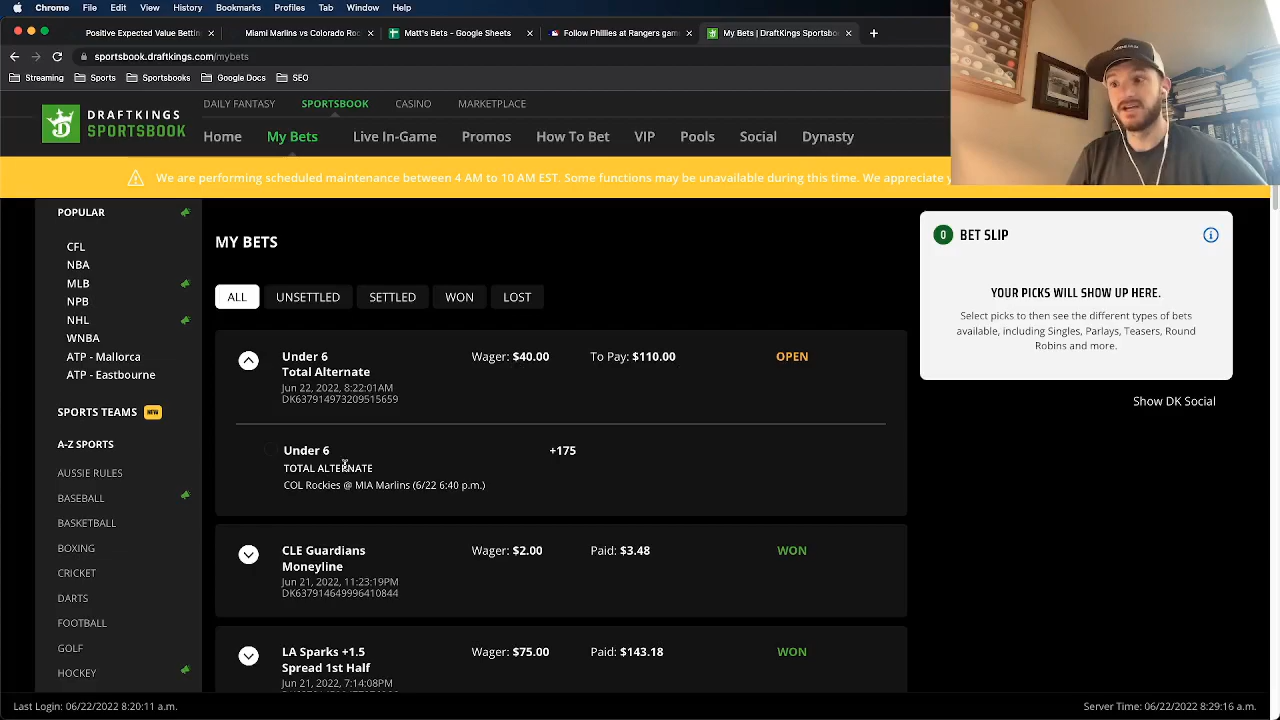 Chrome File Edit View History Bookmarks Profiles Tab Window Help
Positive Expected Value Bettin × Miami Marlins vs Colorado Roc × Matt's Bets - Google Sheets × Follow Phillies at Rangers gam × My Bets | DraftKings Sportsbook × +
sportsbook.draftkings.com/mybets
Streaming Sports Sportsbooks Google Docs SEO
DRAFTKINGS
SPORTSBOOK
DAILY FANTASY SPORTSBOOK CASINO MARKETPLACE
Home My Bets Live In-Game Promos How To Bet VIP Pools Social Dynasty
We are performing scheduled maintenance between 4 AM to 10 AM EST. Some functions may be unavailable during this time. We appreciate
POPULAR
CFL
NBA
MLB
NPB
NHL
WNBA
ATP - Mallorca
ATP - Eastbourne
SPORTS TEAMS NEW
A-Z SPORTS
AUSSIE RULES
BASEBALL
BASKETBALL
BOXING
CRICKET
DARTS
FOOTBALL
GOLF
HOCKEY
MY BETS
ALL UNSETTLED SETTLED WON LOST
Under 6 Wager: $40.00 To Pay: $110.00 OPEN
Total Alternate
Jun 22, 2022, 8:22:01AM
DK637914973209515659
Under 6 +175
TOTAL ALTERNATE
COL Rockies @ MIA Marlins (6/22 6:40 p.m.)
CLE Guardians Wager: $2.00 Paid: $3.48 WON
Moneyline
Jun 21, 2022, 11:23:19PM
DK637914649996410844
LA Sparks +1.5 Wager: $75.00 Paid: $143.18 WON
Spread 1st Half
Jun 21, 2022, 7:14:08PM
0 BET SLIP
YOUR PICKS WILL SHOW UP HERE.
Select picks to then see the different types of bets
available, including Singles, Parlays, Teasers, Round
Robins and more.
Show DK Social
Last Login: 06/22/2022 8:20:11 a.m. Server Time: 06/22/2022 8:29:16 a.m.